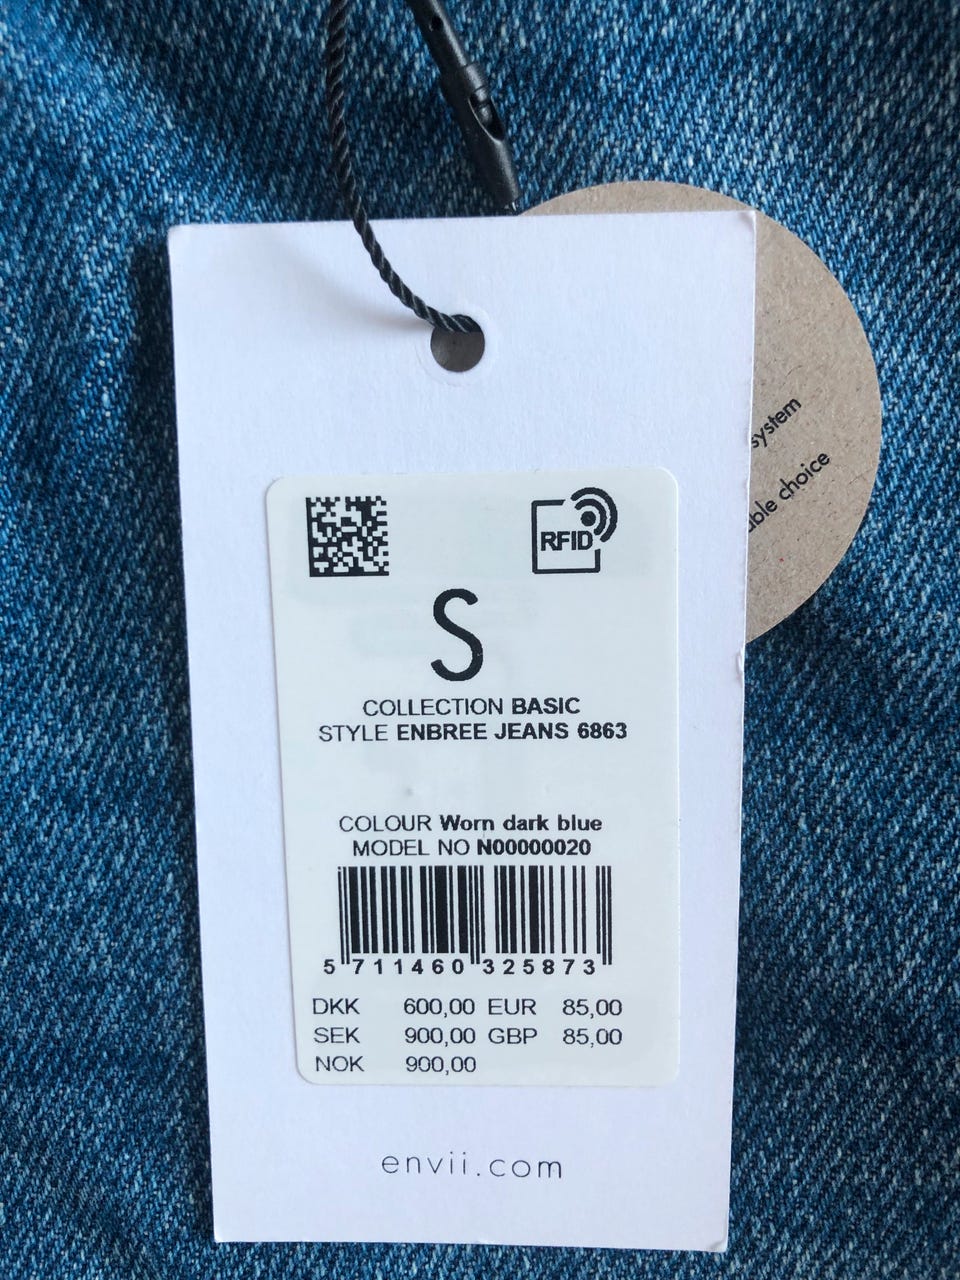 system
able choice
RFID
S
COLLECTION BASIC
STYLE ENBREE JEANS 6863
COLOUR Worn dark blue
MODEL NO N00000020
5 711460 325873
DKK 600,00 EUR 85,00
SEK 900,00 GBP 85,00
NOK 900,00
envii.com